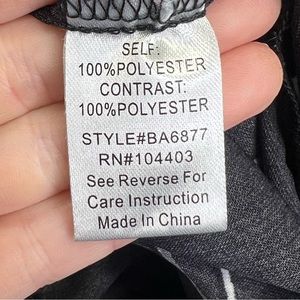 SELF:
100%POLYESTER
CONTRAST:
100%POLYESTER
STYLE#BA6877
RN#104403
See Reverse For
Care Instruction
Made In China